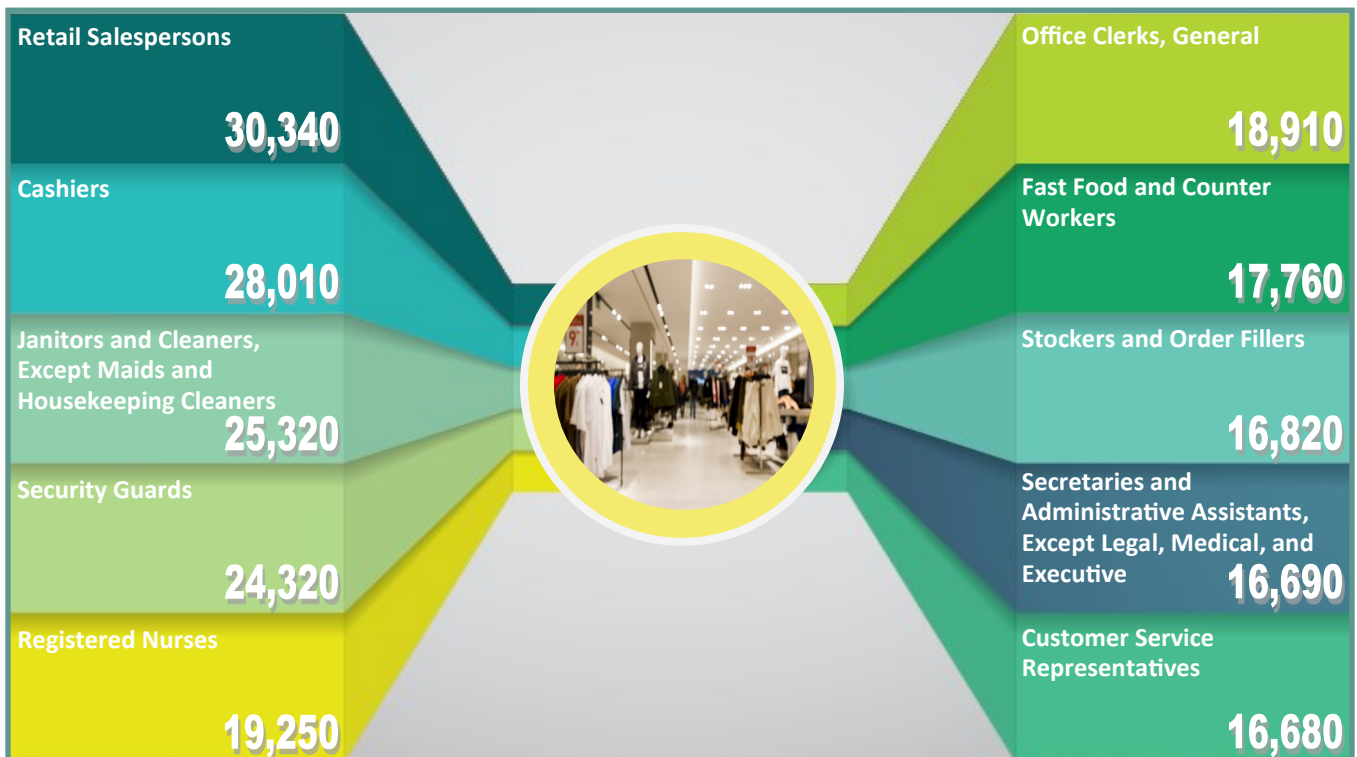 Retail Salespersons
30,340
Cashiers
28,010
Janitors and Cleaners,
Except Maids and
Housekeeping Cleaners
25,320
Security Guards
24,320
Registered Nurses
19,250
Office Clerks, General
18,910
Fast Food and Counter
Workers
17,760
Stockers and Order Fillers
16,820
Secretaries and
Administrative Assistants,
Except Legal, Medical, and
Executive 16,690
Customer Service
Representatives
16,680